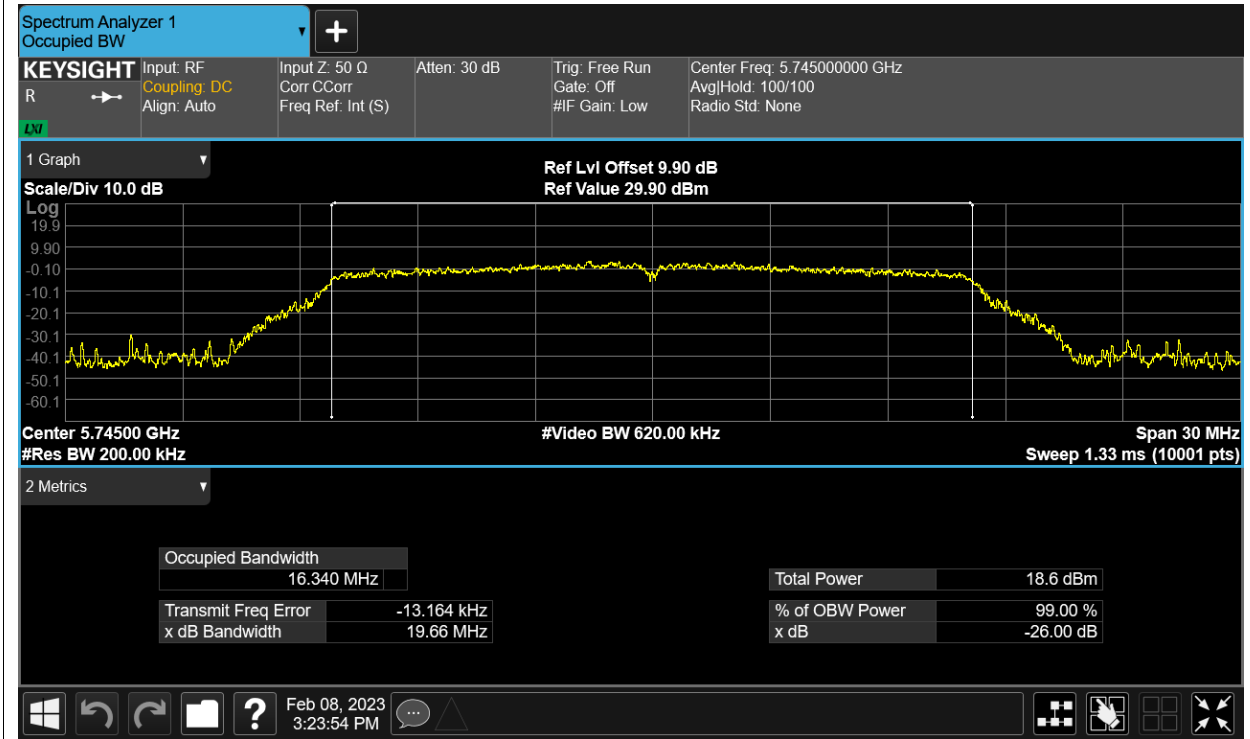 Spectrum Analyzer 1
Occupied BW
KEYSIGHT
R
LXI
Input: RF
Coupling: DC
Align: Auto
Input Z: 50 Ω
Corr CCorr
Freq Ref: Int (S)
Atten: 30 dB
Trig: Free Run
Gate: Off
#IF Gain: Low
Center Freq: 5.745000000 GHz
Avg|Hold: 100/100
Radio Std: None
1 Graph
Scale/Div 10.0 dB
Ref Lvl Offset 9.90 dB
Ref Value 29.90 dBm
Log
19.9
9.90
-0.10
-10.1
-20.1
-30.1
-40.1
-50.1
-60.1
Center 5.74500 GHz
#Res BW 200.00 kHz
#Video BW 620.00 kHz
Span 30 MHz
Sweep 1.33 ms (10001 pts)
2 Metrics
Occupied Bandwidth
16.340 MHz
Transmit Freq Error -13.164 kHz
x dB Bandwidth 19.66 MHz
Total Power 18.6 dBm
% of OBW Power 99.00 %
x dB -26.00 dB
?
Feb 08, 2023
3:23:54 PM